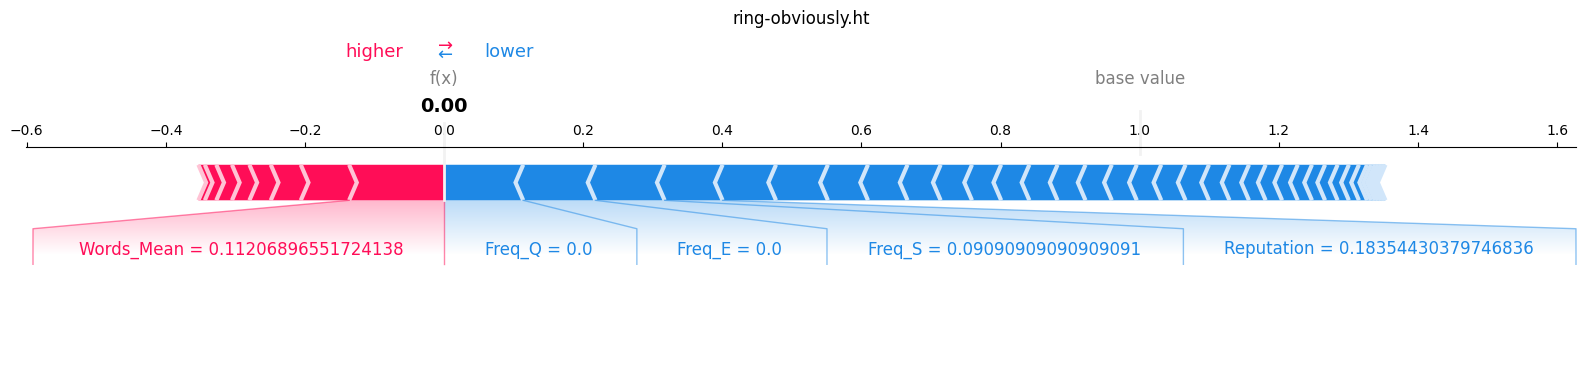 ring-obviously.ht
higher ⇄ lower
f(x) base value
0.00
−0.6 −0.4 −0.2 0.0 0.2 0.4 0.6 0.8 1.0 1.2 1.4 1.6
Words_Mean = 0.11206896551724138 Freq_Q = 0.0 Freq_E = 0.0 Freq_S = 0.09090909090909091 Reputation = 0.18354430379746836